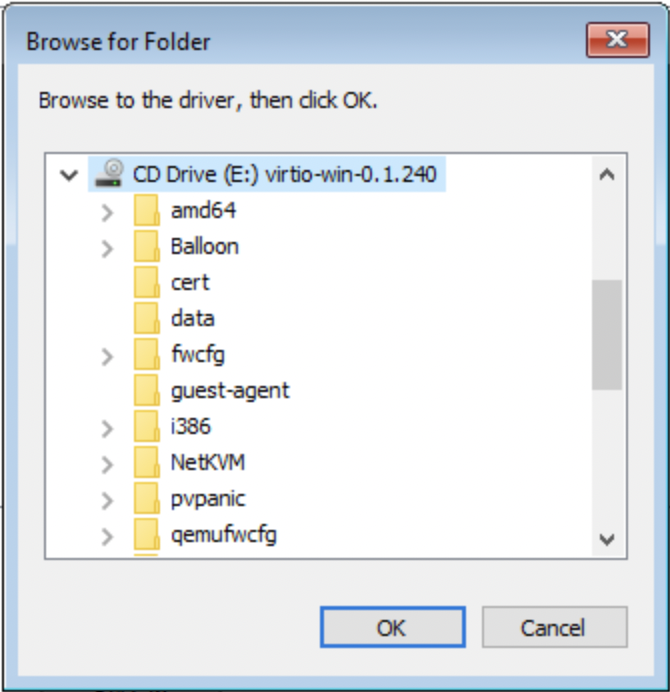 Browse for Folder
Browse to the driver, then click OK.
CD Drive (E:) virtio-win-0.1.240
amd64
Balloon
cert
data
fwcfg
guest-agent
i386
NetKVM
pvpanic
qemufwcfg
OK Cancel